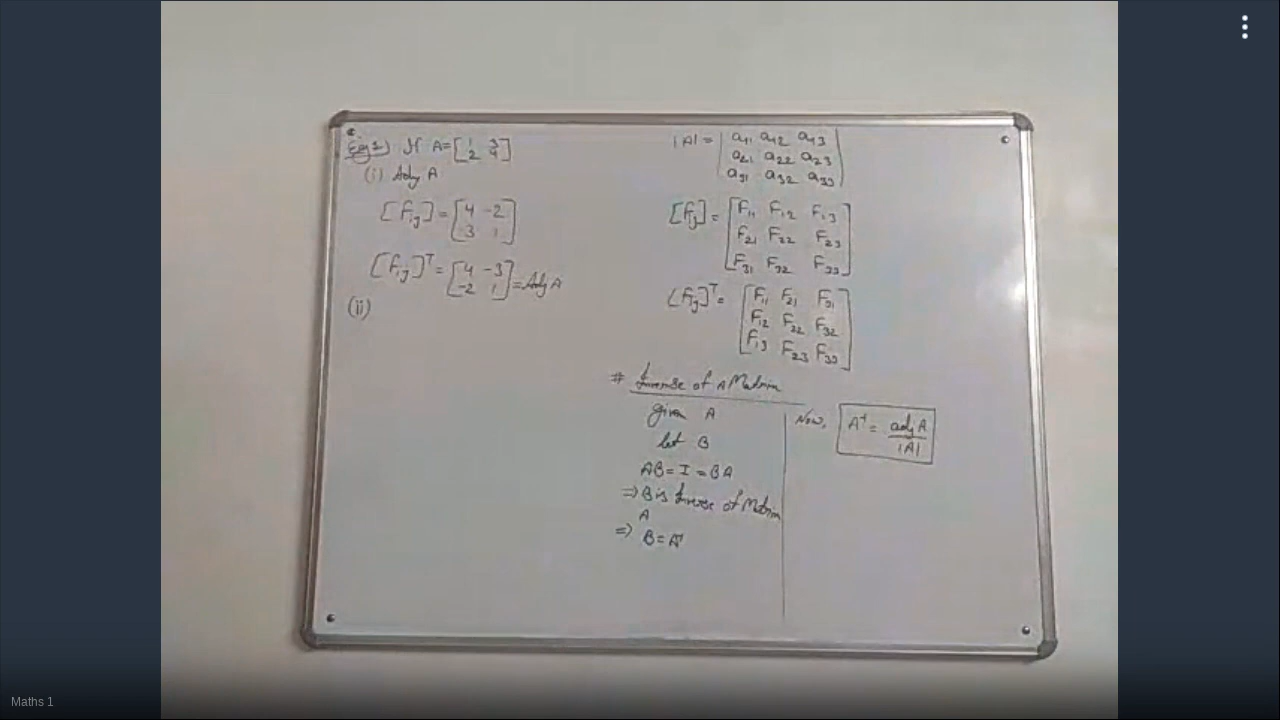 Eg 1) If A = [1 3
2 4]
(i) Adj A
[Fij] = [4 -2
3 1]
[Fij]ᵀ = [4 -3
-2 1] = Adj A
(ii)
|A| = | a11 a12 a13
a21 a22 a23
a31 a32 a33 |
[Fij] = [F11 F12 F13
F21 F22 F23
F31 F32 F33]
[Fij]ᵀ = [F11 F21 F31
F12 F22 F32
F13 F23 F33]
# Inverse of A Matrix
given A
let B
AB = I = BA
⇒ B is Inverse of Matrix
A
⇒ B = A⁻¹
Now, A⁻¹ = adj A
|A|
Maths 1